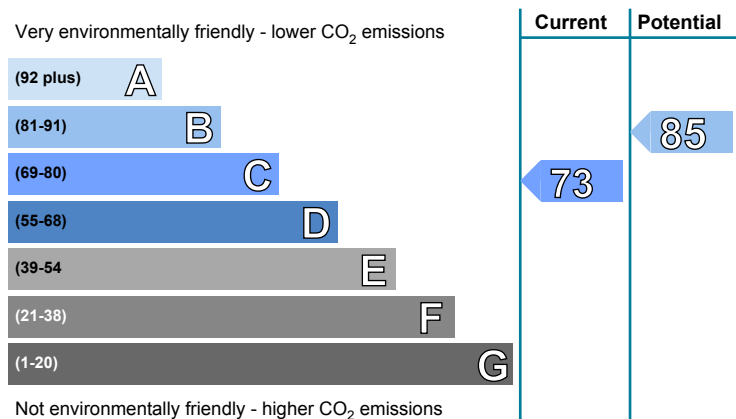 Very environmentally friendly - lower CO2 emissions
Current
Potential
(92 plus) A
(81-91) B
85
(69-80) C
73
(55-68) D
(39-54 E
(21-38) F
(1-20) G
Not environmentally friendly - higher CO2 emissions